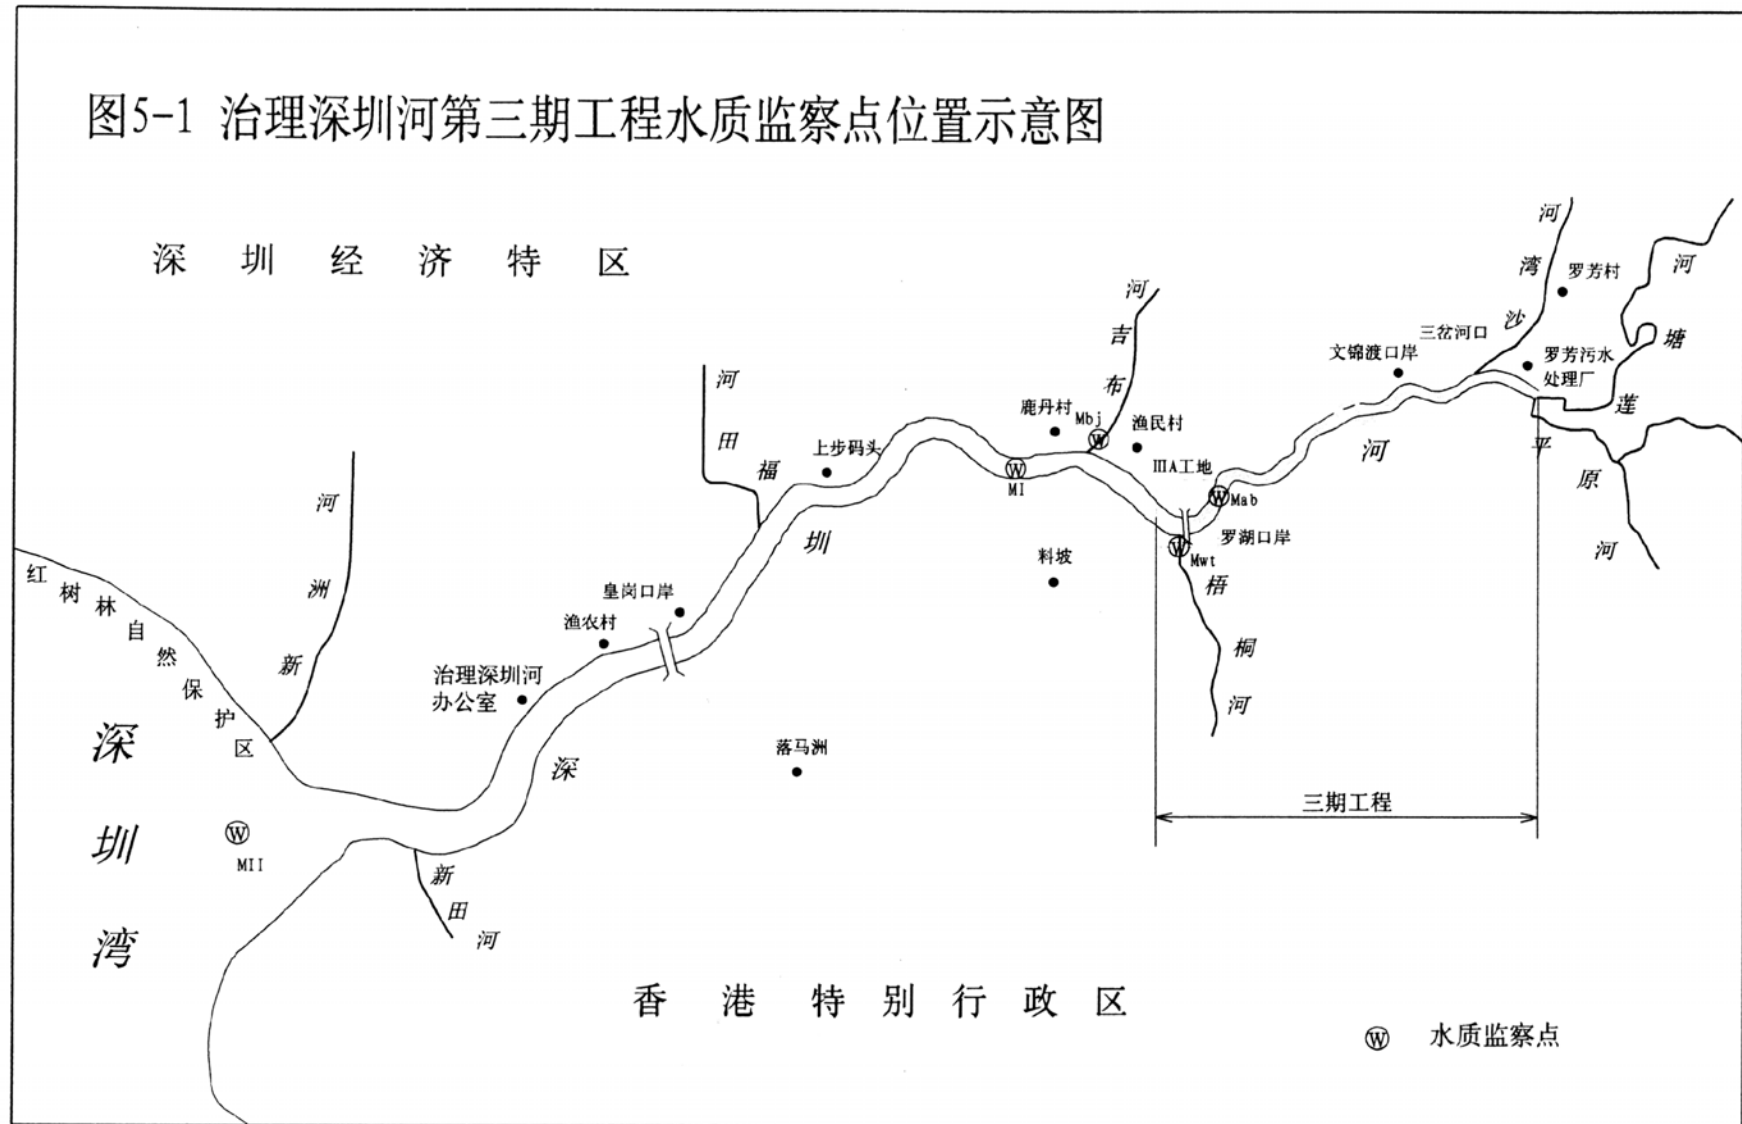 图5-1 治理深圳河第三期工程水质监察点位置示意图
深圳经济特区
河湾沙
罗芳村
河塘莲
三岔河口
文锦渡口岸
罗芳污水
处理厂
平原河
河吉布
鹿丹村
Mbj
渔民村
IIIA工地
MI
Mab
罗湖口岸
Mwt
梧桐河
料坡
河田福
上步码头
深圳河
皇岗口岸
渔农村
治理深圳河
办公室
落马洲
河洲新
红树林自然保护区
深圳湾
W
MII
新田河
三期工程
香港特别行政区
W 水质监察点